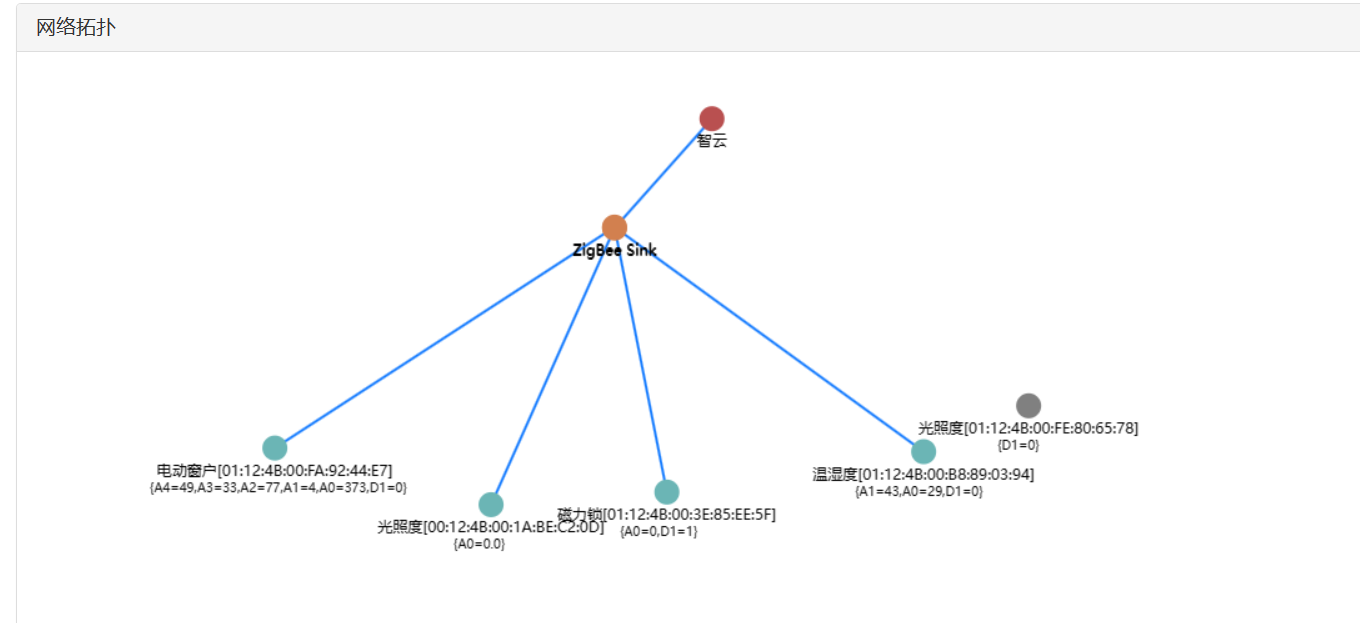 网络拓扑
智云
ZigBee Sink
光照度[01:12:4B:00:FE:80:65:78]
{D1=0}
电动窗户[01:12:4B:00:FA:92:44:E7]
{A4=49,A3=33,A2=77,A1=4,A0=373,D1=0}
温湿度[01:12:4B:00:B8:89:03:94]
{A1=43,A0=29,D1=0}
磁力锁[01:12:4B:00:3E:85:EE:5F]
{A0=0,D1=1}
光照度[00:12:4B:00:1A:BE:C2:0D]
{A0=0.0}